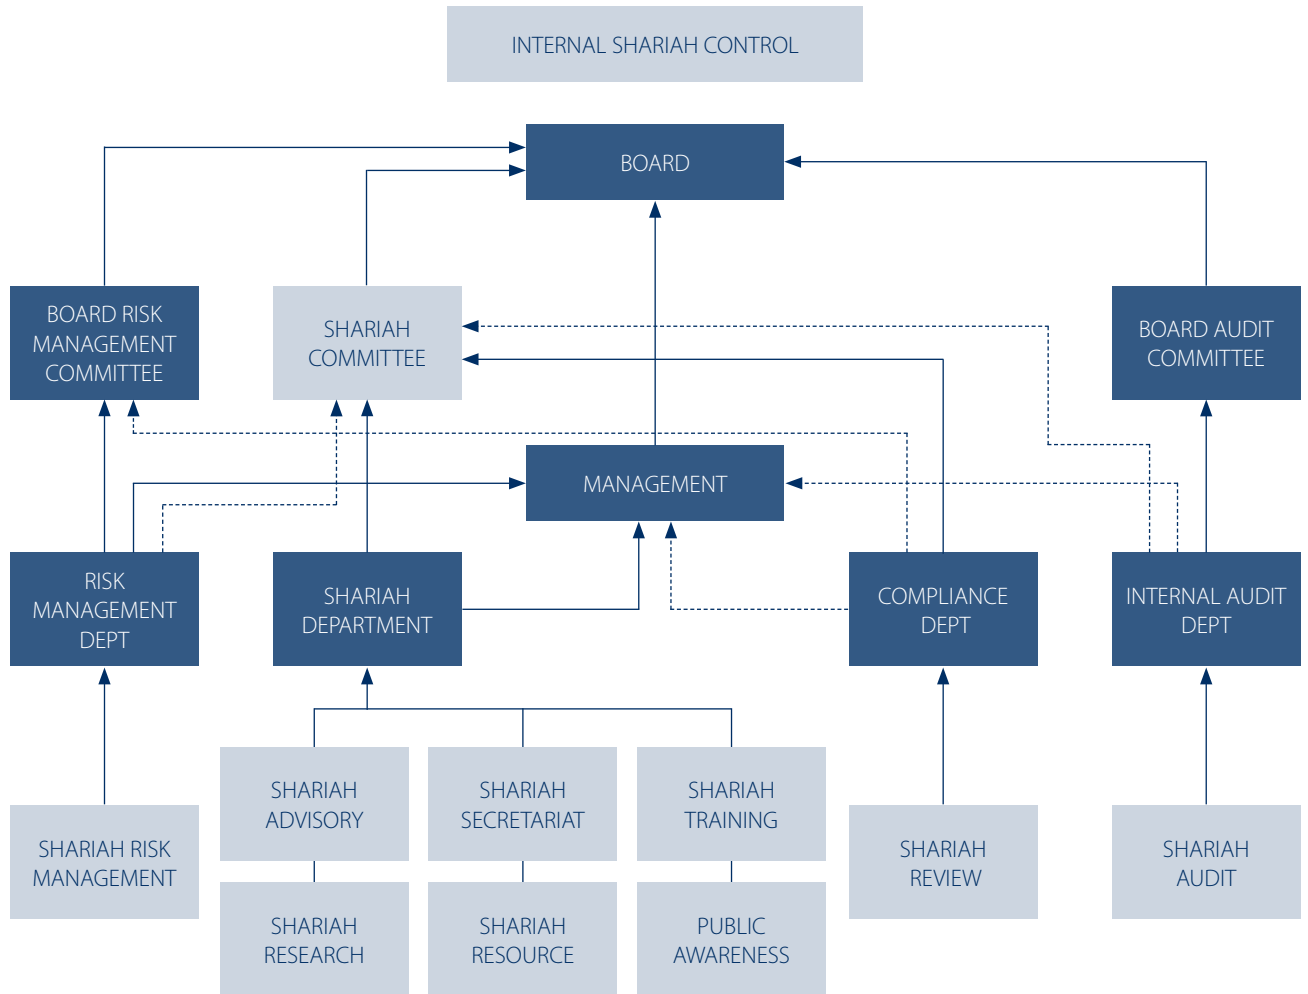 INTERNAL SHARIAH CONTROL
BOARD
BOARD RISK
MANAGEMENT
COMMITTEE
SHARIAH
COMMITTEE
BOARD AUDIT
COMMITTEE
MANAGEMENT
RISK
MANAGEMENT
DEPT
SHARIAH
DEPARTMENT
COMPLIANCE
DEPT
INTERNAL AUDIT
DEPT
SHARIAH
ADVISORY
SHARIAH
SECRETARIAT
SHARIAH
TRAINING
SHARIAH RISK
MANAGEMENT
SHARIAH
REVIEW
SHARIAH
AUDIT
SHARIAH
RESEARCH
SHARIAH
RESOURCE
PUBLIC
AWARENESS